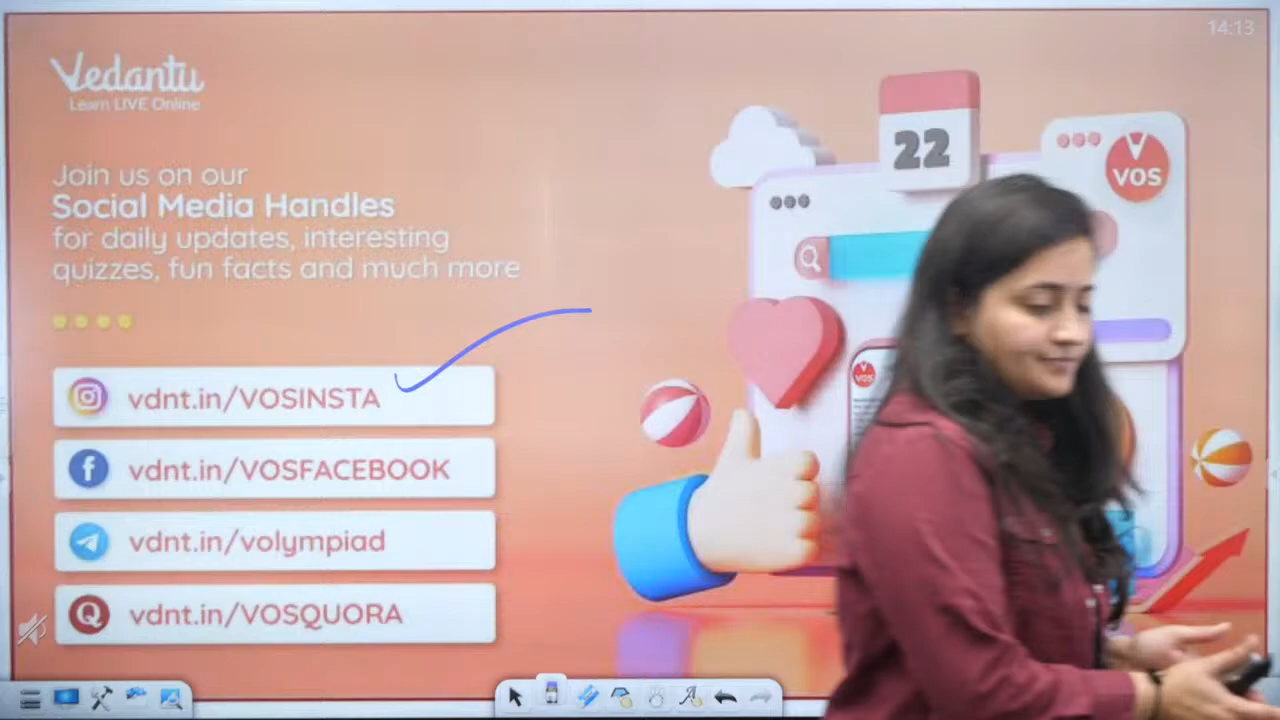 14:13
Vedantu
Learn LIVE Online
22
VOS
Join us on our
Social Media Handles
for daily updates, interesting
quizzes, fun facts and much more
VOS
vdnt.in/VOSINSTA
vdnt.in/VOSFACEBOOK
vdnt.in/volympiad
vdnt.in/VOSQUORA